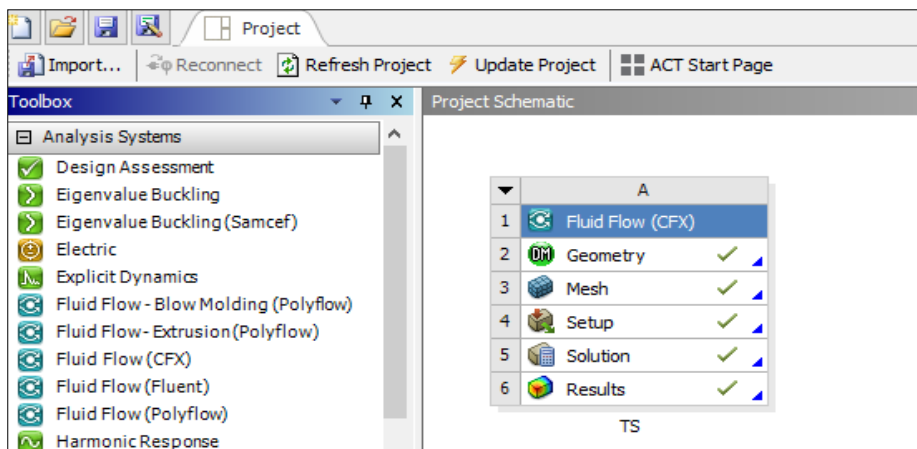 Project
Import... Reconnect Refresh Project Update Project ACT Start Page
Toolbox
Project Schematic
Analysis Systems
Design Assessment
Eigenvalue Buckling
Eigenvalue Buckling (Samcef)
Electric
Explicit Dynamics
Fluid Flow - Blow Molding (Polyflow)
Fluid Flow- Extrusion (Polyflow)
Fluid Flow (CFX)
Fluid Flow (Fluent)
Fluid Flow (Polyflow)
Harmonic Response
A
1 Fluid Flow (CFX)
2 DM Geometry
3 Mesh
4 Setup
5 Solution
6 Results
TS